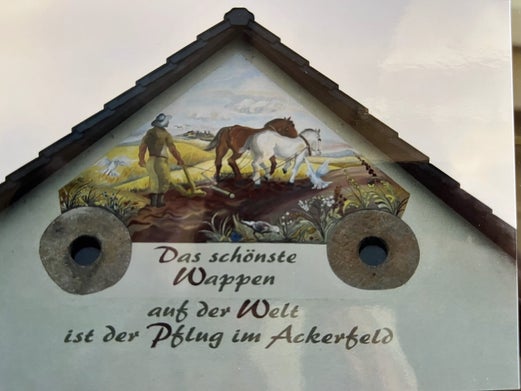 Das schönste
Wappen
auf der Welt
ist der Pflug im Ackerfeld